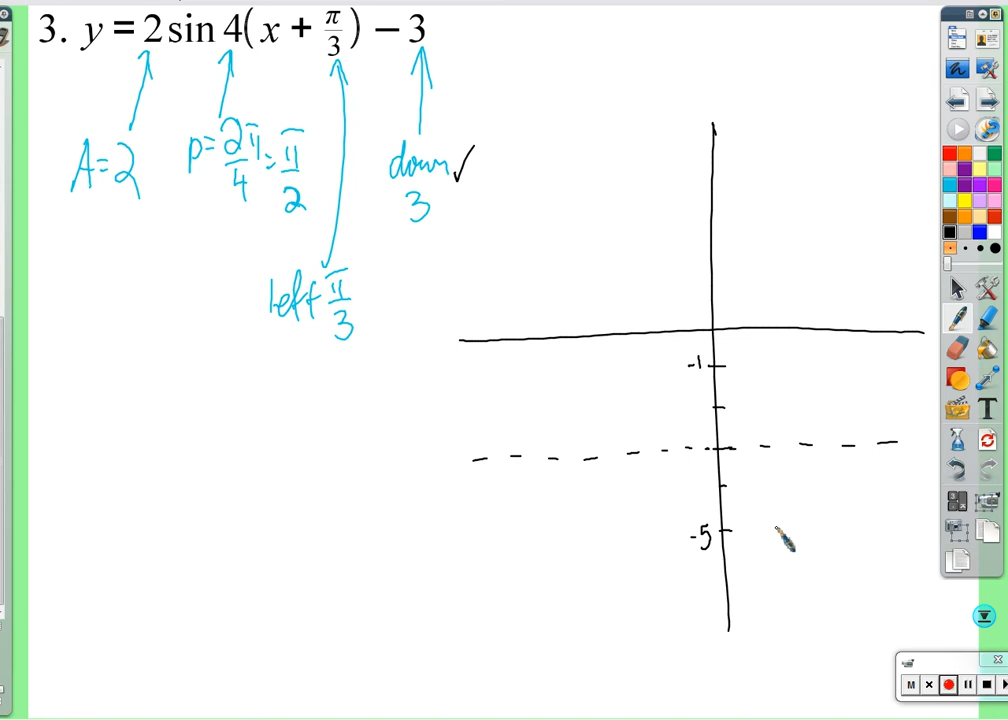 3. y = 2 sin 4(x + π/3) − 3
A=2
P=2π/4=π/2
down ✓
3
left π/3
-1
-5
M
T